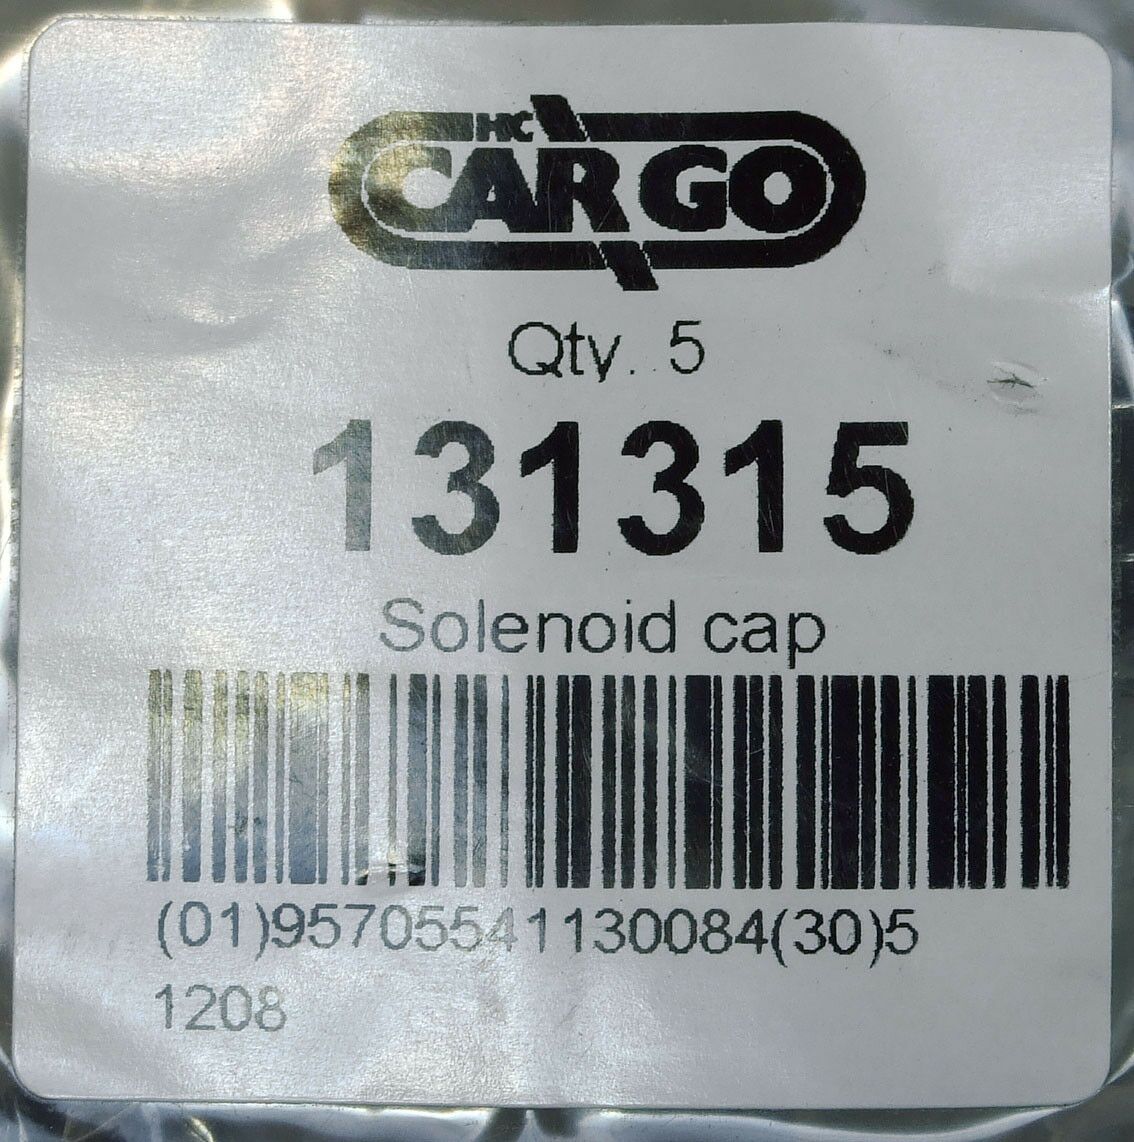 HC
CARGO
Qty. . 5
131315
Solenoid cap
(01)95705541130084(30)5
1208